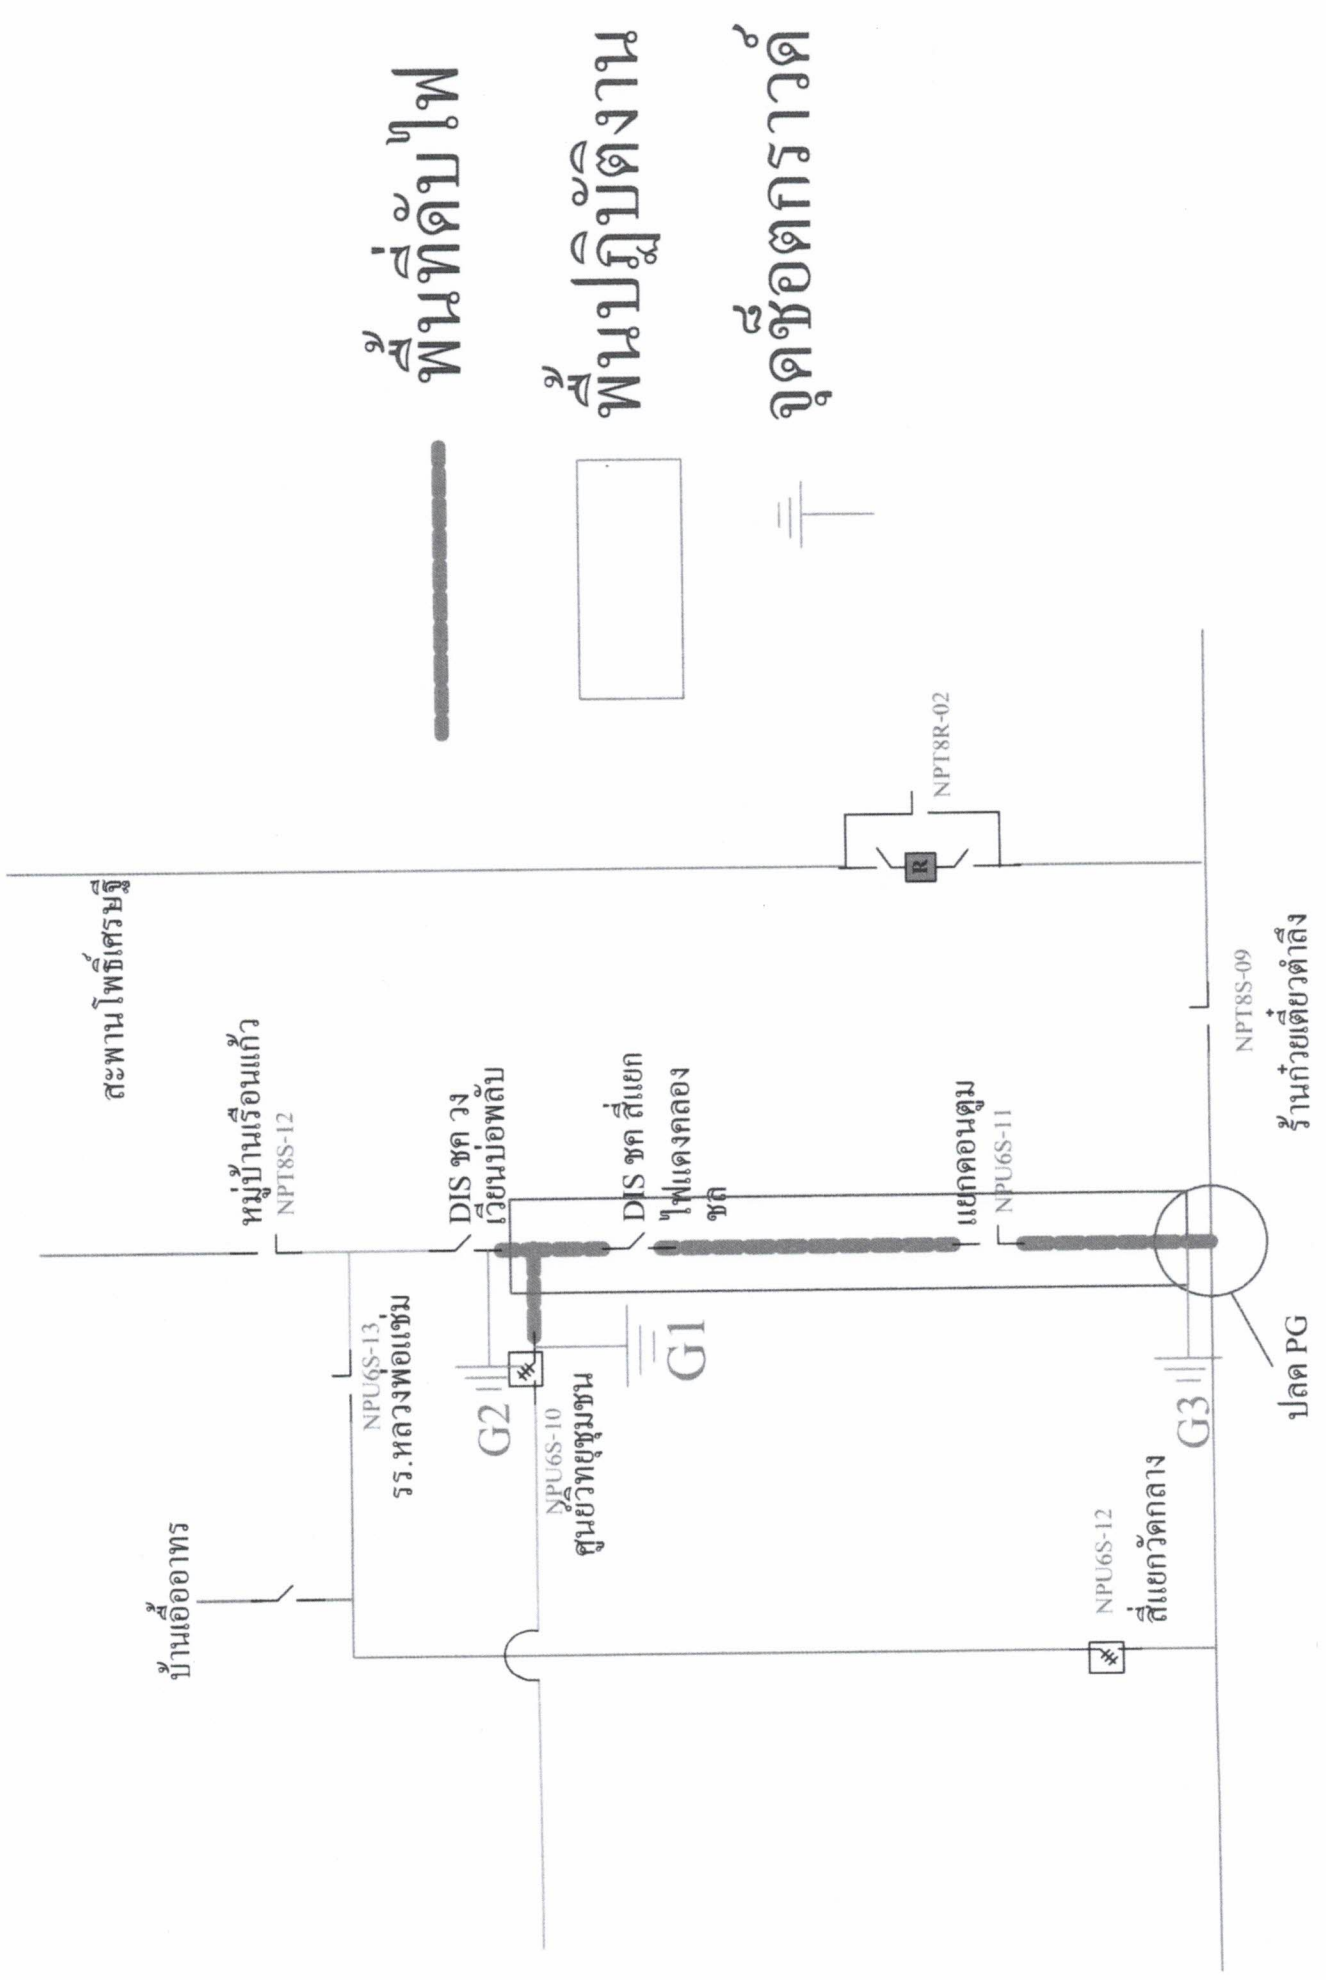 สะพานโพธิ์เศรษฐี
หมู่บ้านเรือนแก้ว
NPT8S-12
บ้านเอื้ออาทร
NPU6S-13
รร.หลวงพ่อแช่ม
DIS ชค วง
เวียนบ่อพลับ
G2
NPU6S-10
ศูนย์วิทยุชุมชน
G1
DIS ชค สี่แยก
ไฟแดงคลอง
ชล
แยกดอนตูม
NPU6S-11
R
NPT8R-02
NPU6S-12
สี่แยกวัดกลาง
G3
ปลด PG
NPT8S-09
ร้านก๋วยเตี๋ยวตำลึง
พื้นที่ดับไฟ
พื้นปฏิบัติงาน
จุดช็อตกราวด์